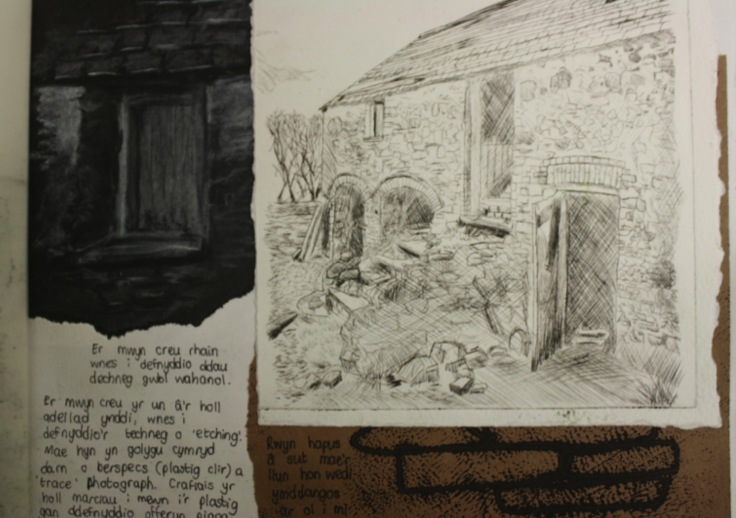 Er mwyn creu rhain
wnes i defnyddio ddau
dechneg gwbl wahanol.
Er mwyn creu yr un â'r holl
adeilad ynddi, wnes i
defnyddio'r techneg o 'etching'.
Mae hyn yn golygu cymryd
darn o berspecs (plastig clir) a
'trace' photograph. Crafiais yr
holl marciau i mewn i'r plastig
gan ddefnyddio offeryn
Rwyn hapus
â sut mae'r
llun hon wedi
ymddangos
ar ol i mi